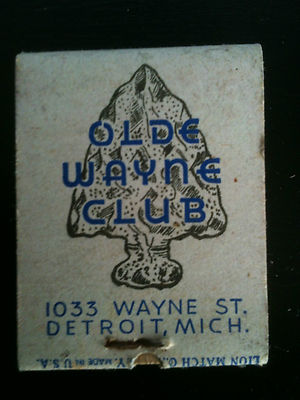 OLDE
WAYNE
CLUB
1033 WAYNE ST.
DETROIT, MICH.
LION MATCH C Y. MADE IN U.S.A.